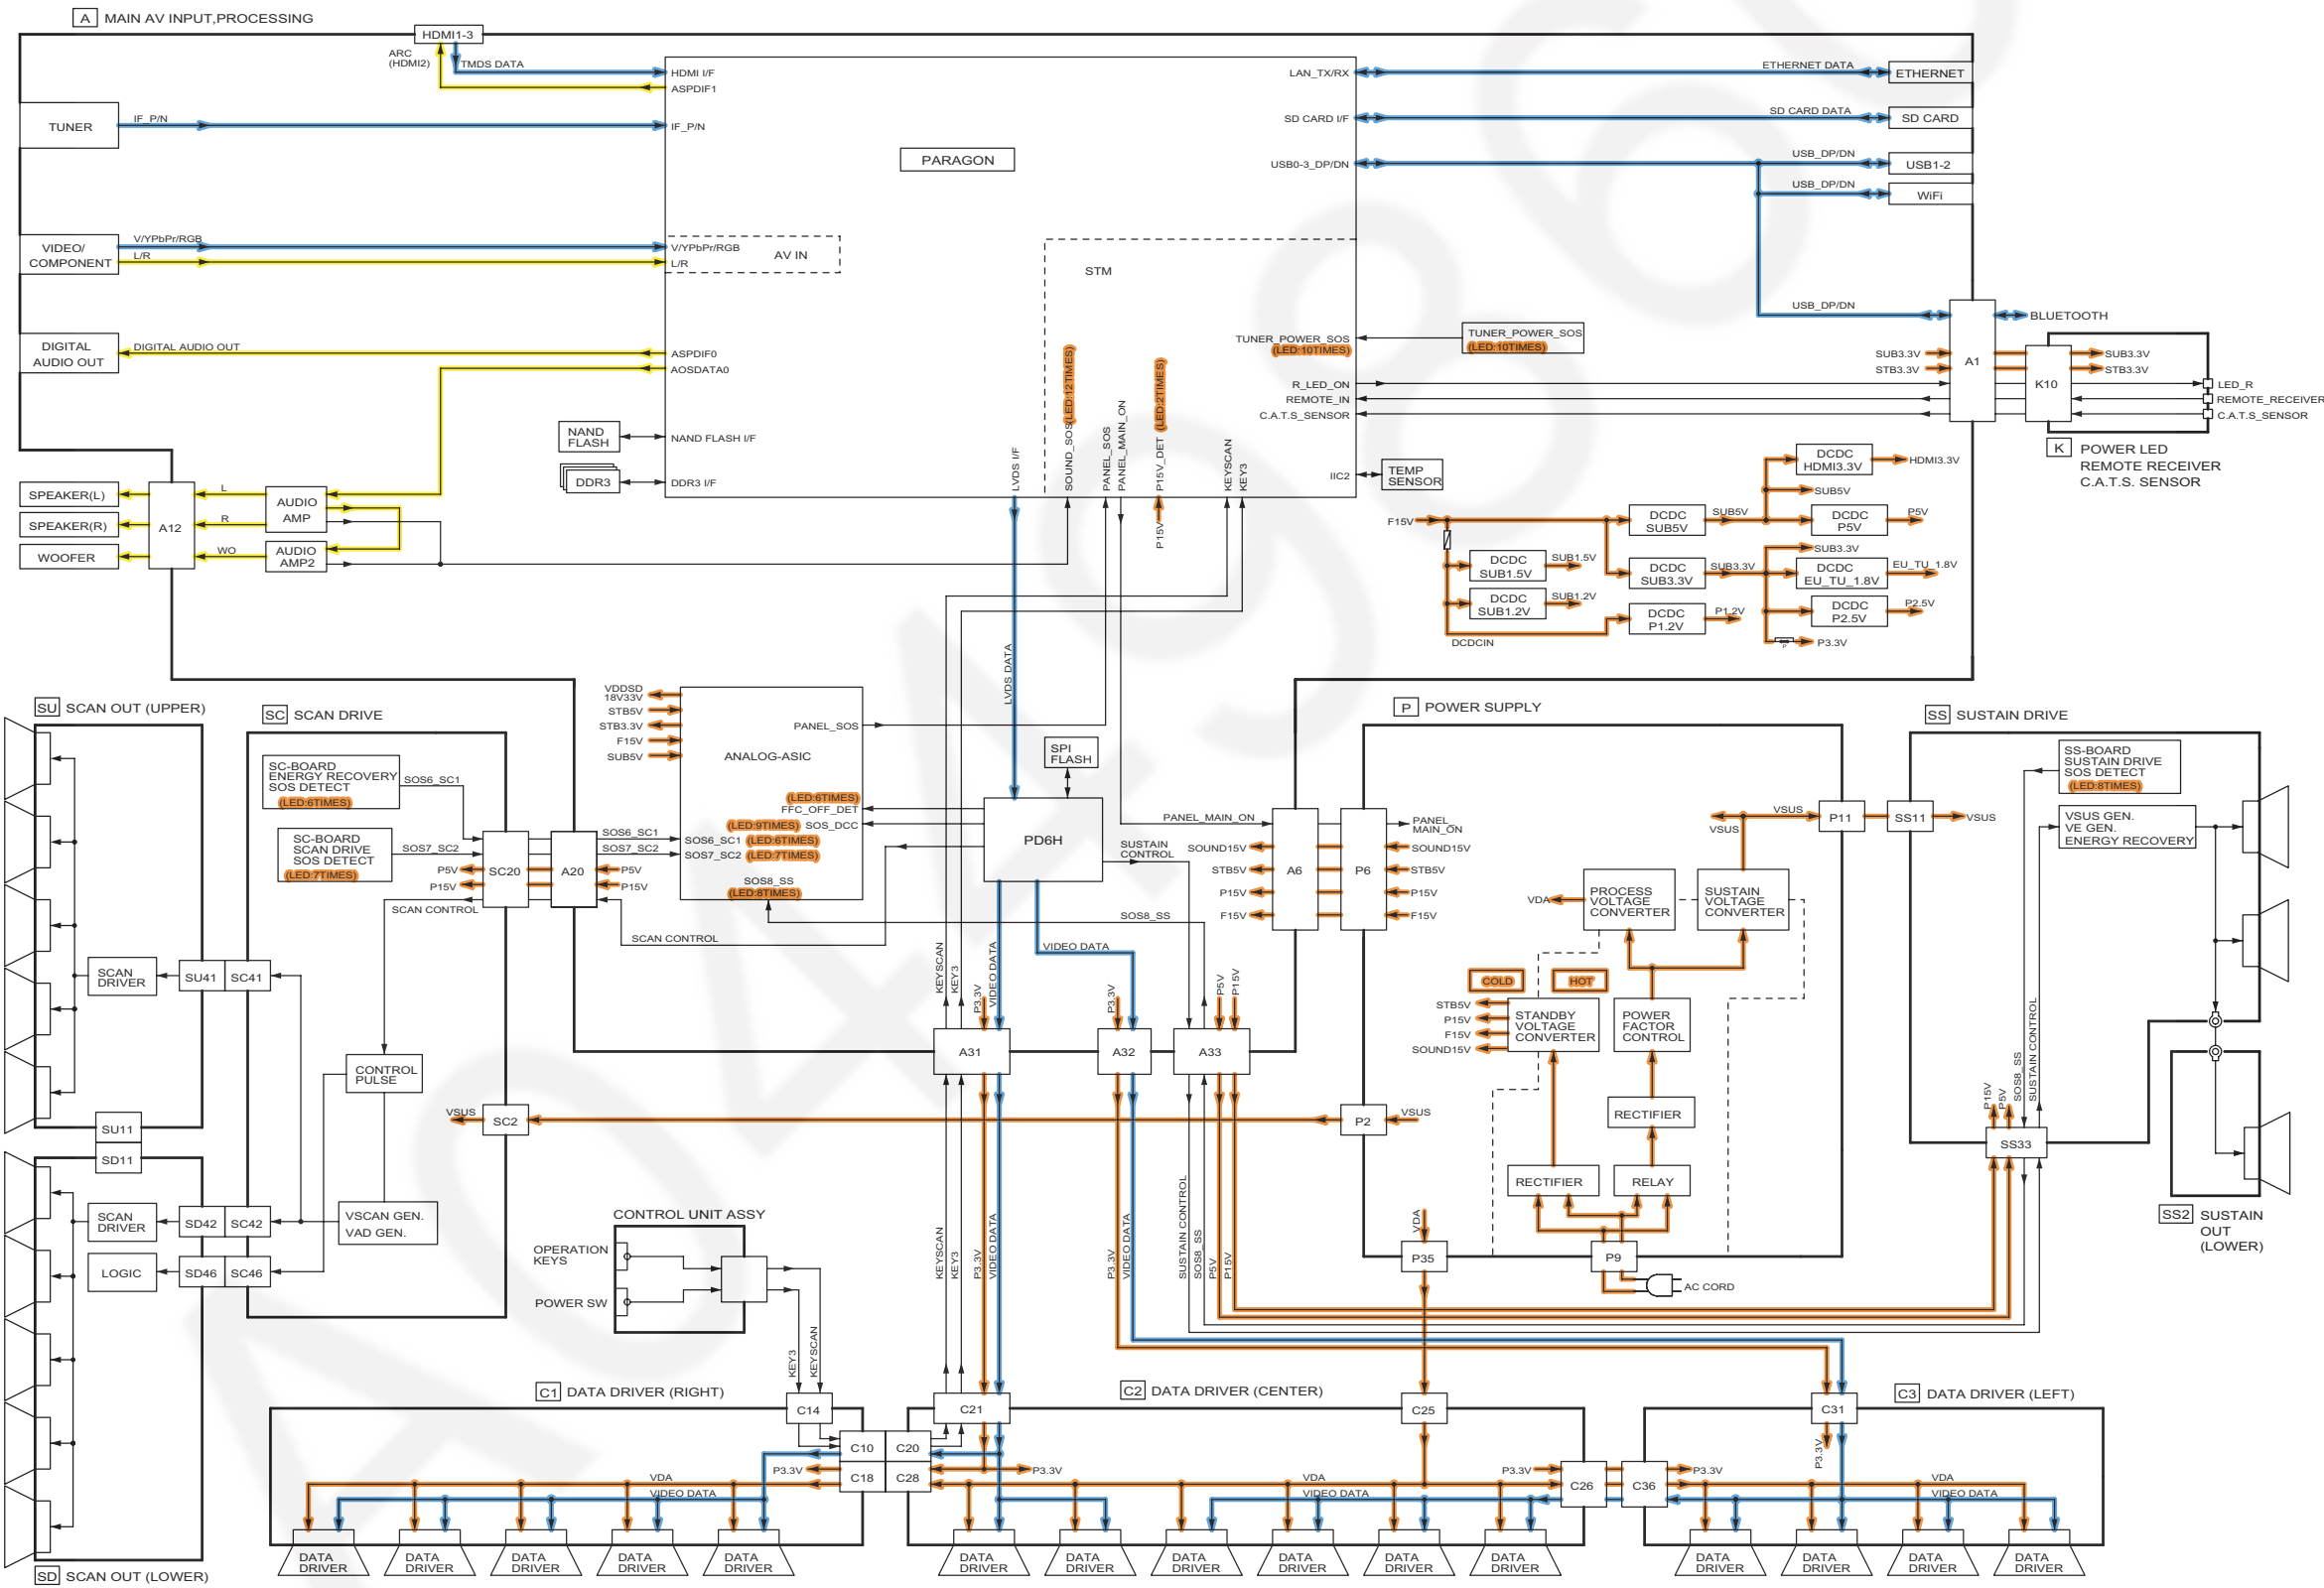 A MAIN AV INPUT,PROCESSING
HDMI1-3
ARC
(HDMI2)
TMDS DATA
HDMI I/F
ASPDIF1
LAN_TX/RX
ETHERNET DATA
ETHERNET
TUNER
IF_P/N
IF_P/N
SD CARD I/F
SD CARD DATA
SD CARD
PARAGON
USB0-3_DP/DN
USB_DP/DN
USB1-2
USB_DP/DN
WiFi
VIDEO/
COMPONENT
V/YPbPr/RGB
L/R
V/YPbPr/RGB
L/R
AV IN
STM
USB_DP/DN
BLUETOOTH
DIGITAL
AUDIO OUT
DIGITAL AUDIO OUT
ASPDIF0
AOSDATA0
TUNER_POWER_SOS
(LED:10TIMES)
TUNER_POWER_SOS
(LED:10TIMES)
SUB3.3V
STB3.3V
A1
K10
SUB3.3V
STB3.3V
R_LED_ON
REMOTE_IN
C.A.T.S_SENSOR
LED_R
REMOTE_RECEIVER
C.A.T.S_SENSOR
K POWER LED
REMOTE RECEIVER
C.A.T.S. SENSOR
NAND
FLASH
NAND FLASH I/F
DDR3
DDR3 I/F
LVDS I/F
SOUND_SOS(LED:12TIMES)
PANEL_SOS
PANEL_MAIN_ON
P15V_DET (LED:2TIMES)
P15V
KEYSCAN
KEY3
IIC2
TEMP
SENSOR
SPEAKER(L)
SPEAKER(R)
WOOFER
A12
L
R
WO
AUDIO
AMP
AUDIO
AMP2
F15V
DCDC
SUB5V
SUB5V
DCDC
HDMI3.3V
HDMI3.3V
SUB5V
DCDC
P5V
P5V
DCDC
SUB1.5V
SUB1.5V
DCDC
SUB3.3V
SUB3.3V
SUB3.3V
DCDC
EU_TU_1.8V
EU_TU_1.8V
DCDC
SUB1.2V
SUB1.2V
DCDC
P1.2V
P1.2V
DCDC
P2.5V
P2.5V
P3.3V
DCDCIN
LVDS DATA
SU SCAN OUT (UPPER)
SC SCAN DRIVE
SC-BOARD
ENERGY RECOVERY
SOS DETECT
(LED:6TIMES)
SOS6_SC1
SC-BOARD
SCAN DRIVE
SOS DETECT
(LED:7TIMES)
SOS7_SC2
P5V
P15V
SCAN CONTROL
SC20
A20
SOS6_SC1
SOS7_SC2
P5V
P15V
SCAN CONTROL
VDDSD
18V33V
STB5V
STB3.3V
F15V
SUB5V
PANEL_SOS
ANALOG-ASIC
(LED:6TIMES)
FFC_OFF_DET
(LED:9TIMES) SOS_DCC
SOS6_SC1 (LED:6TIMES)
SOS7_SC2 (LED:7TIMES)
SOS8_SS
(LED:8TIMES)
SPI
FLASH
PD6H
SUSTAIN
CONTROL
PANEL_MAIN_ON
SOS8_SS
VIDEO DATA
SOUND15V
STB5V
P15V
F15V
A6
P6
PANEL
MAIN_ON
SOUND15V
STB5V
P15V
F15V
P POWER SUPPLY
VSUS
VSUS
P11
SS11
VSUS
PROCESS
VOLTAGE
CONVERTER
SUSTAIN
VOLTAGE
CONVERTER
VDA
COLD
HOT
STB5V
P15V
F15V
SOUND15V
STANDBY
VOLTAGE
CONVERTER
POWER
FACTOR
CONTROL
RECTIFIER
RECTIFIER
RELAY
P2
VSUS
VDA
P35
P9
AC CORD
SS SUSTAIN DRIVE
SS-BOARD
SUSTAIN DRIVE
SOS DETECT
(LED:8TIMES)
VSUS GEN.
VE GEN.
ENERGY RECOVERY
P15V
P5V
SOS8_SS
SUSTAIN CONTROL
SS33
SS2 SUSTAIN
OUT
(LOWER)
SCAN
DRIVER
SU41
SC41
CONTROL
PULSE
SU11
SD11
VSUS
SC2
SCAN
DRIVER
SD42
SC42
VSCAN GEN.
VAD GEN.
LOGIC
SD46
SC46
SD SCAN OUT (LOWER)
KEYSCAN
KEY3
P3.3V
VIDEO DATA
P3.3V
P5V
P15V
A31
A32
A33
KEYSCAN
KEY3
P3.3V
VIDEO DATA
P3.3V
VIDEO DATA
SUSTAIN CONTROL
SOS8_SS
P5V
P15V
CONTROL UNIT ASSY
OPERATION
KEYS
POWER SW
KEY3
KEYSCAN
C1 DATA DRIVER (RIGHT)
C14
C10
C18
C20
C28
C21
P3.3V
VDA
VIDEO DATA
DATA
DRIVER
DATA
DRIVER
DATA
DRIVER
DATA
DRIVER
DATA
DRIVER
C2 DATA DRIVER (CENTER)
C25
P3.3V
VDA
VIDEO DATA
P3.3V
C26
DATA
DRIVER
DATA
DRIVER
DATA
DRIVER
DATA
DRIVER
DATA
DRIVER
DATA
DRIVER
C3 DATA DRIVER (LEFT)
C31
C36
P3.3V
P3.3V
VDA
VIDEO DATA
DATA
DRIVER
DATA
DRIVER
DATA
DRIVER
DATA
DRIVER